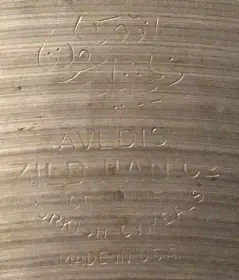 AVEDIS
ZILDJIAN CO
GENUINE
TURKISH CYMBALS
MADE IN U.S.A.